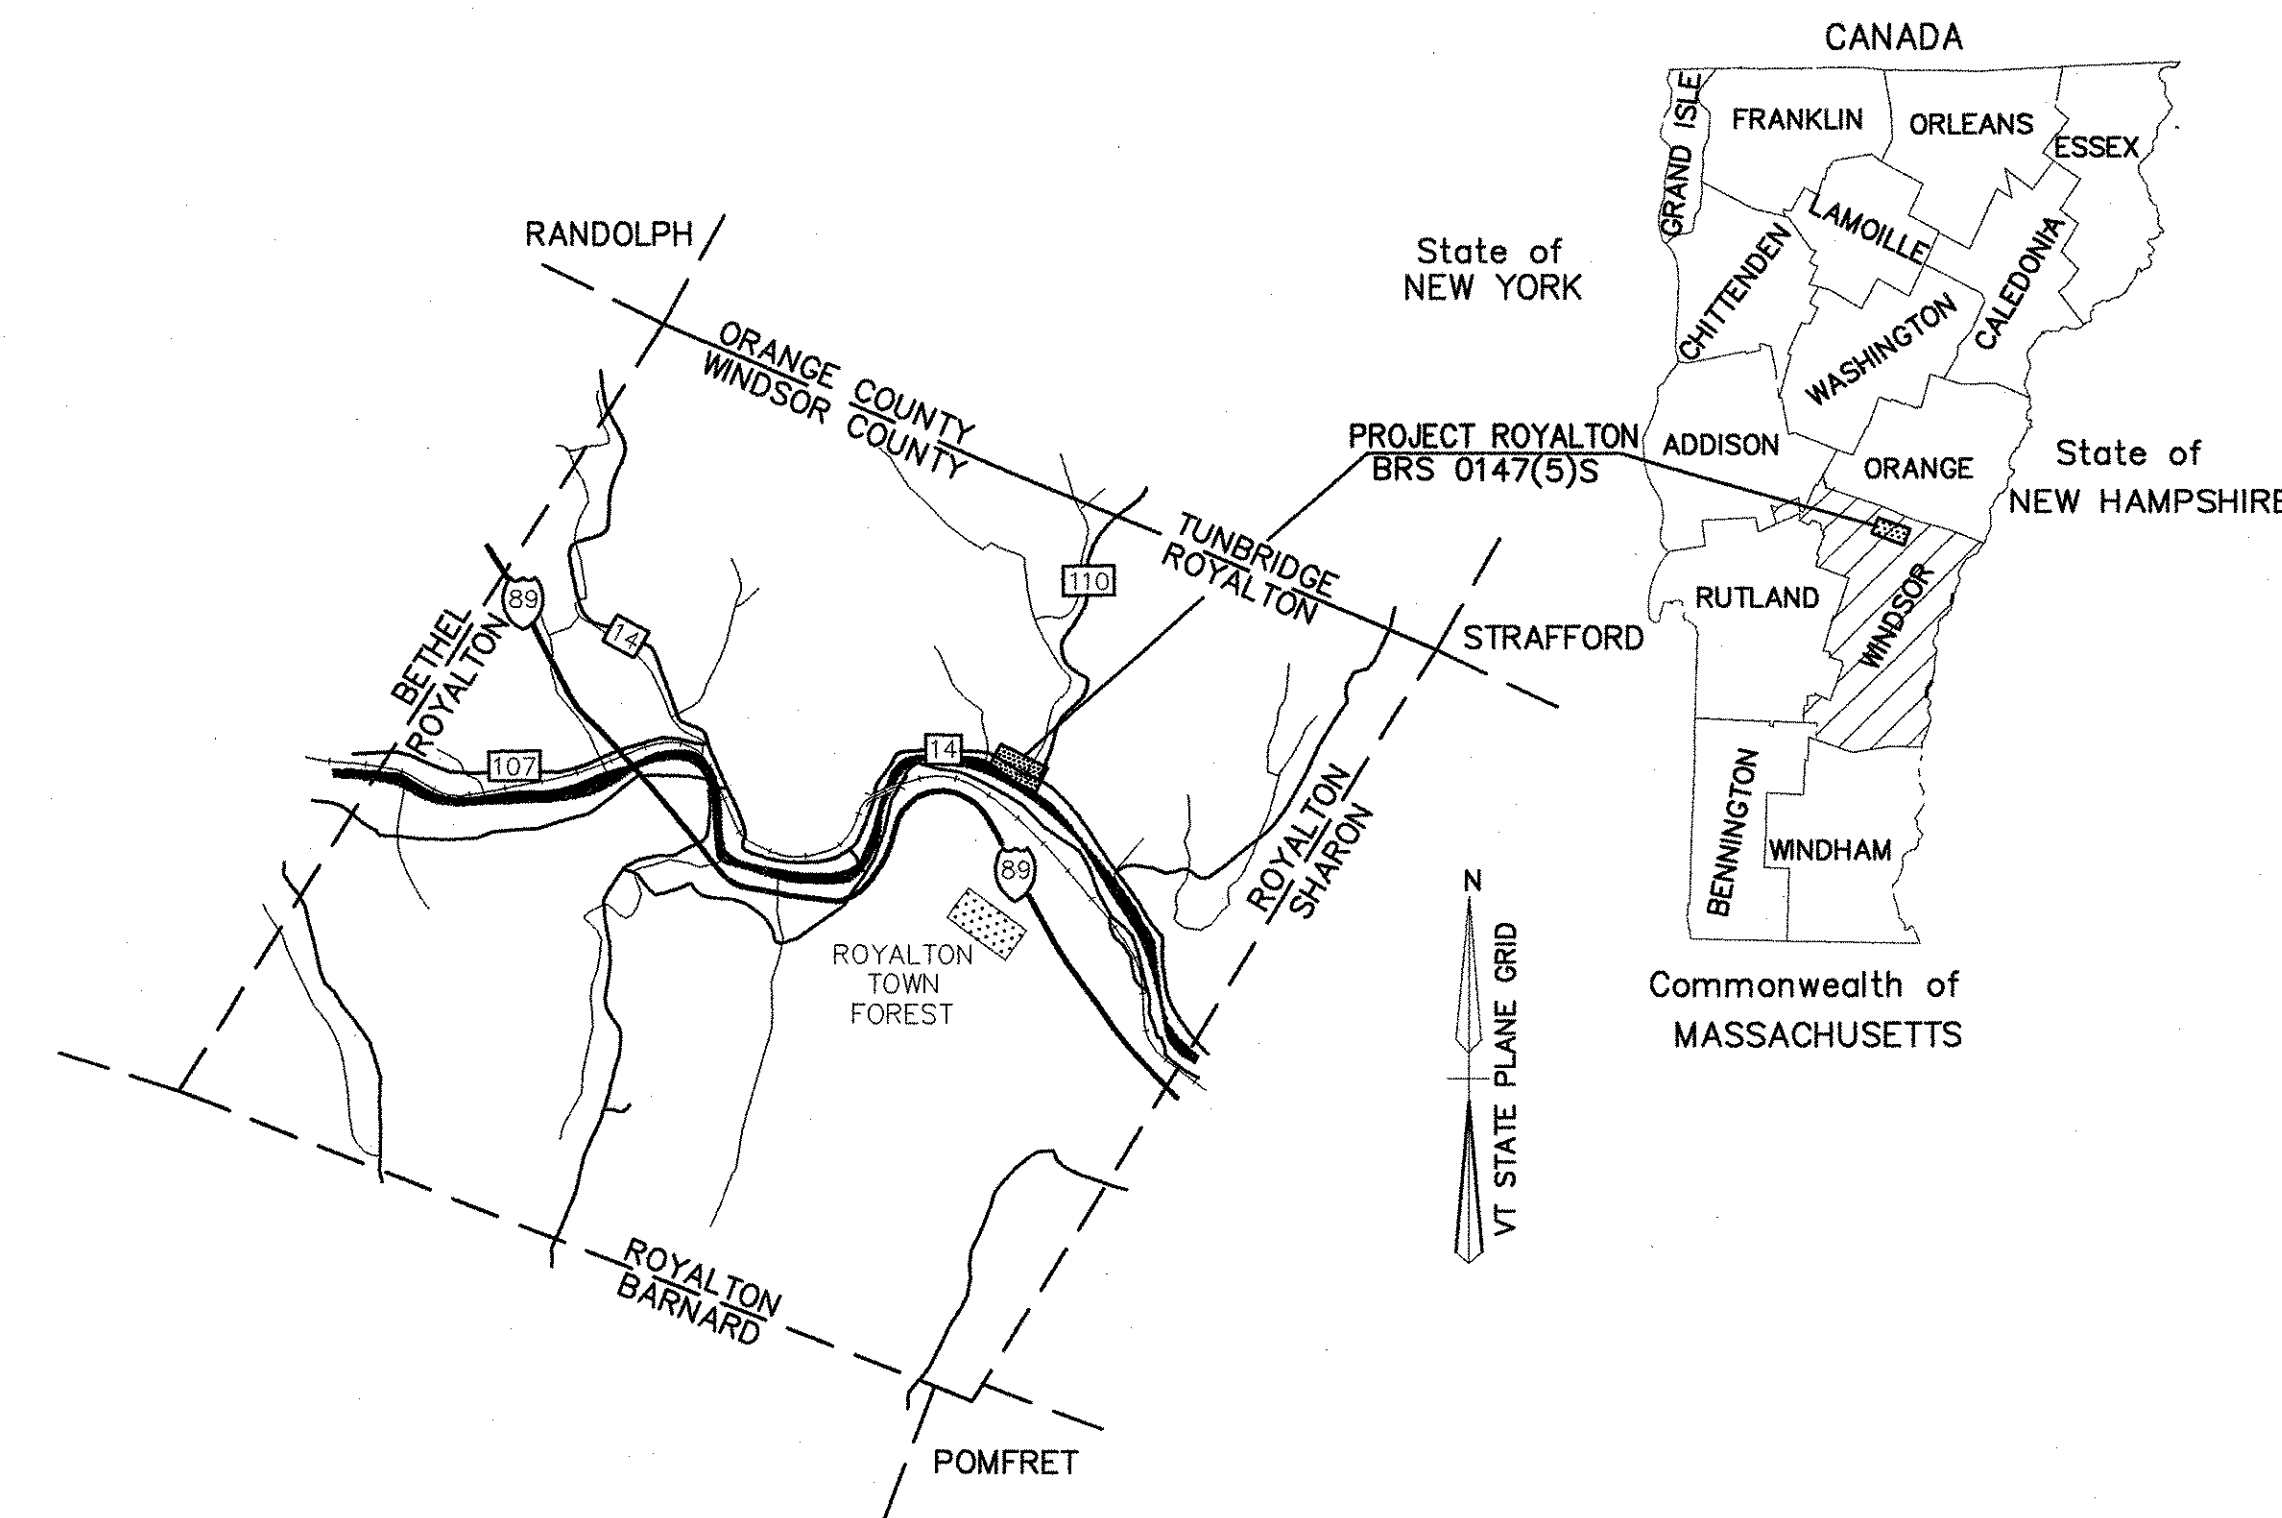 CANADA
GRAND ISLE
FRANKLIN
ORLEANS
ESSEX
LAMOILLE
CHITTENDEN
CALEDONIA
WASHINGTON
State of
NEW YORK
ADDISON
ORANGE
State of
NEW HAMPSHIRE
RUTLAND
WINDSOR
BENNINGTON
WINDHAM
Commonwealth of
MASSACHUSETTS
PROJECT ROYALTON
BRS 0147(5)S
RANDOLPH
ORANGE COUNTY
WINDSOR COUNTY
TUNBRIDGE
ROYALTON
STRAFFORD
110
89
14
BETHEL
ROYALTON
107
14
89
ROYALTON
SHARON
ROYALTON
TOWN
FOREST
N
VT STATE PLANE GRID
ROYALTON
BARNARD
POMFRET